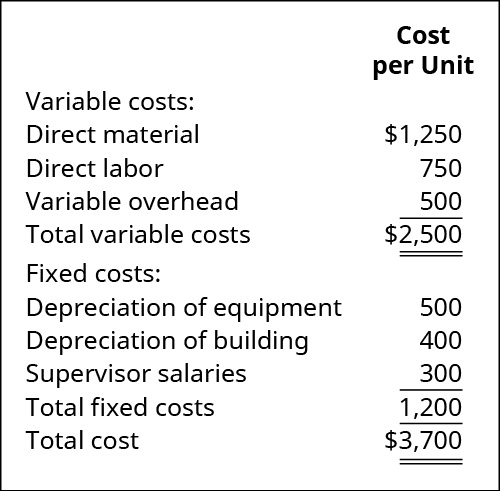 Cost
per Unit
Variable costs:
Direct material $1,250
Direct labor 750
Variable overhead 500
Total variable costs $2,500
Fixed costs:
Depreciation of equipment 500
Depreciation of building 400
Supervisor salaries 300
Total fixed costs 1,200
Total cost $3,700